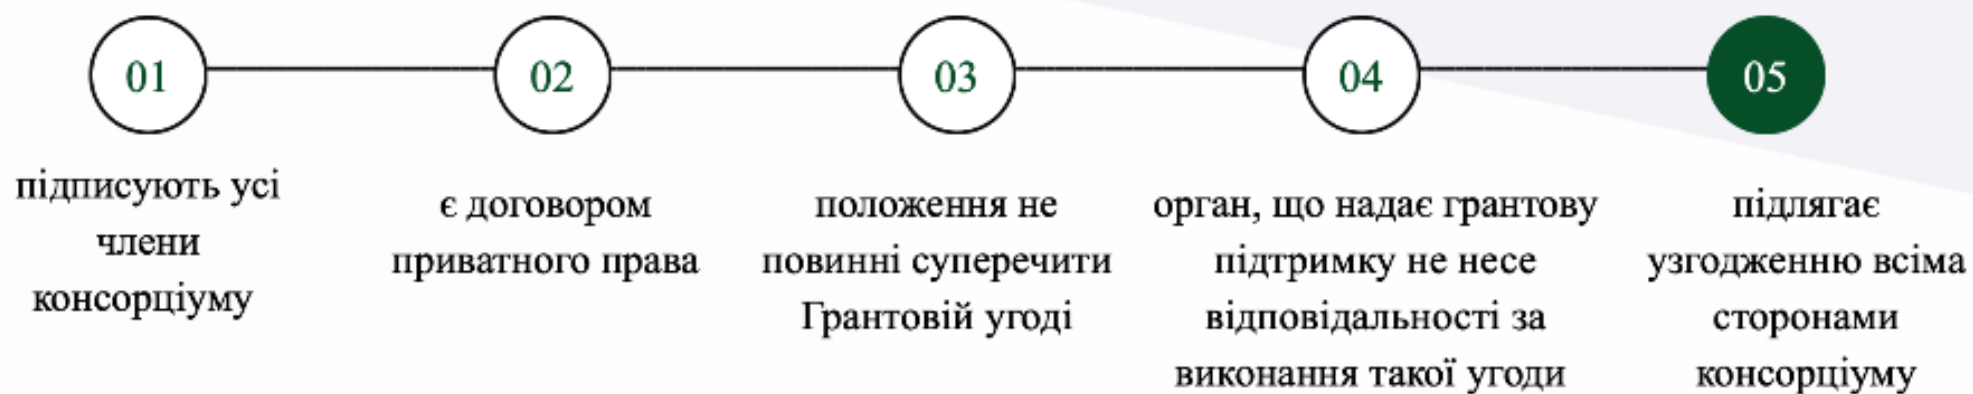 01
підписують усі
члени
консорціуму
02
є договором
приватного права
03
положення не
повинні суперечити
Грантовій угоді
04
орган, що надає грантову
підтримку не несе
відповідальності за
виконання такої угоди
05
підлягає
узгодженню всіма
сторонами
консорціуму